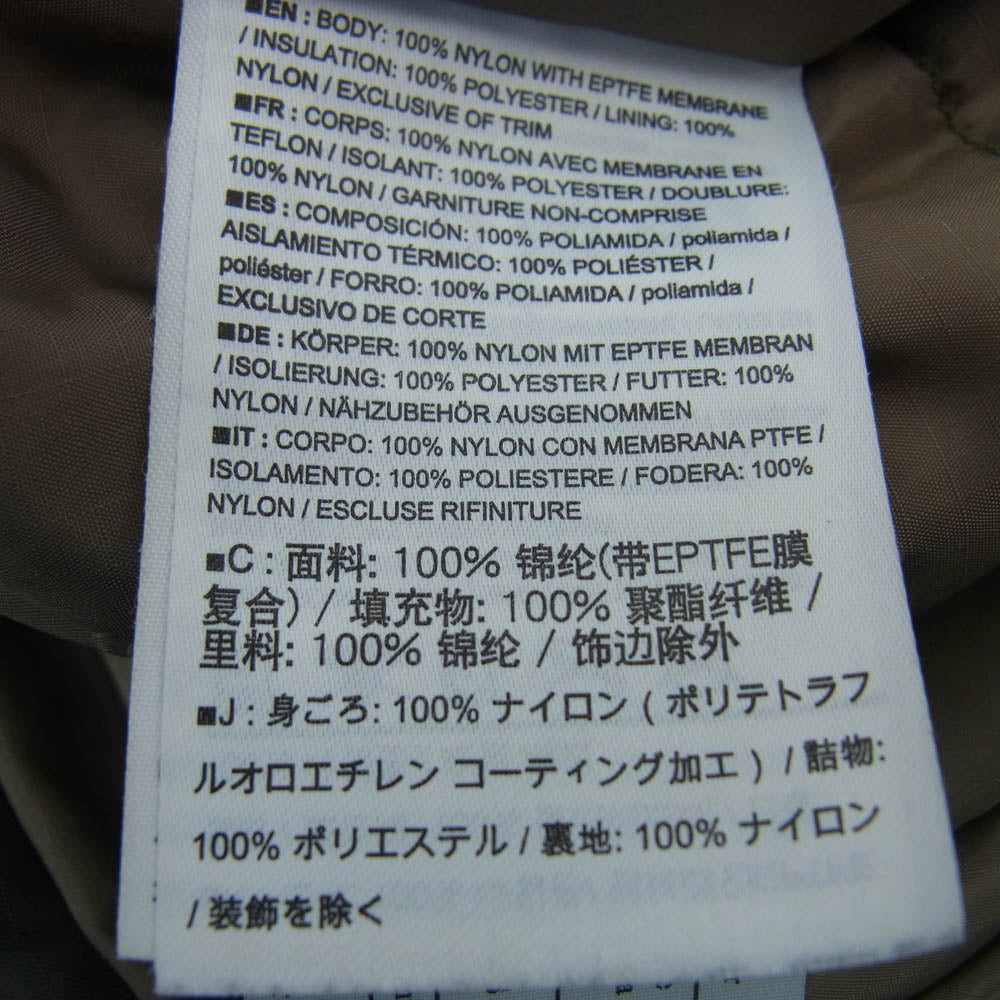 ■EN : BODY: 100% NYLON WITH EPTFE MEMBRANE
/ INSULATION: 100% POLYESTER / LINING: 100%
NYLON / EXCLUSIVE OF TRIM
■FR : CORPS: 100% NYLON AVEC MEMBRANE EN
TEFLON / ISOLANT: 100% POLYESTER / DOUBLURE:
100% NYLON / GARNITURE NON-COMPRISE
■ES : COMPOSICIÓN: 100% POLIAMIDA / poliamida /
AISLAMIENTO TÉRMICO: 100% POLIÉSTER /
poliéster / FORRO: 100% POLIAMIDA / poliamida /
EXCLUSIVO DE CORTE
■DE : KÖRPER: 100% NYLON MIT EPTFE MEMBRAN
/ ISOLIERUNG: 100% POLYESTER / FUTTER: 100%
NYLON / NÄHZUBEHÖR AUSGENOMMEN
■IT : CORPO: 100% NYLON CON MEMBRANA PTFE /
ISOLAMENTO: 100% POLIESTERE / FODERA: 100%
NYLON / ESCLUSE RIFINITURE
■C : 面料: 100% 锦纶(带EPTFE膜
复合) / 填充物: 100% 聚酯纤维 /
里料: 100% 锦纶 / 饰边除外
■J : 身ごろ: 100% ナイロン ( ポリテトラフ
ルオロエチレン コーティング加工 ) / 詰物:
100% ポリエステル / 裏地: 100% ナイロン
/ 装飾を除く